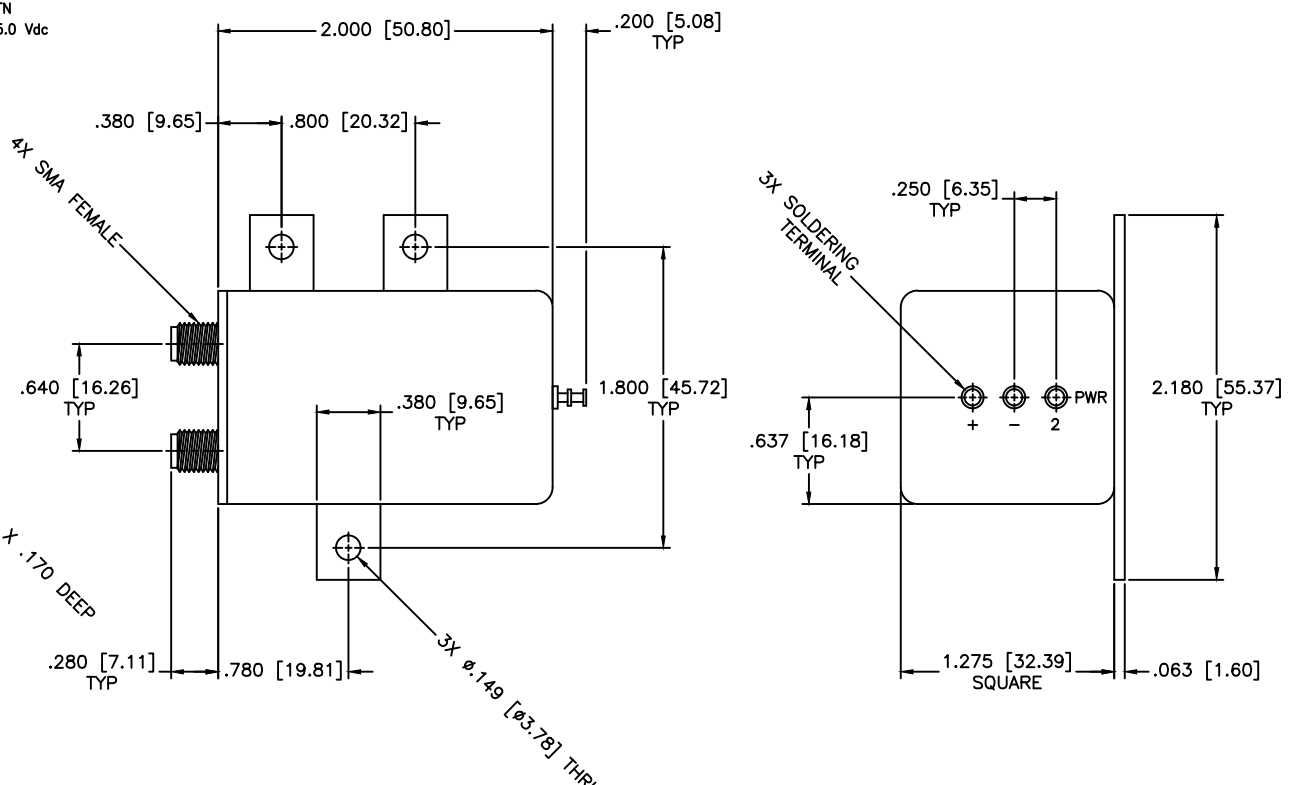 5.0 Vdc
2.000 [50.80]
.200 [5.08]
TYP
.380 [9.65]
.800 [20.32]
4X SMA FEMALE
.640 [16.26]
TYP
.380 [9.65]
TYP
1.800 [45.72]
TYP
X .170 DEEP
.280 [7.11]
TYP
.780 [19.81]
3X ø.149 [ø3.78] THRU
3X SOLDERING
TERMINAL
.250 [6.35]
TYP
PWR
+ - 2
.637 [16.18]
TYP
2.180 [55.37]
TYP
1.275 [32.39]
SQUARE
.063 [1.60]